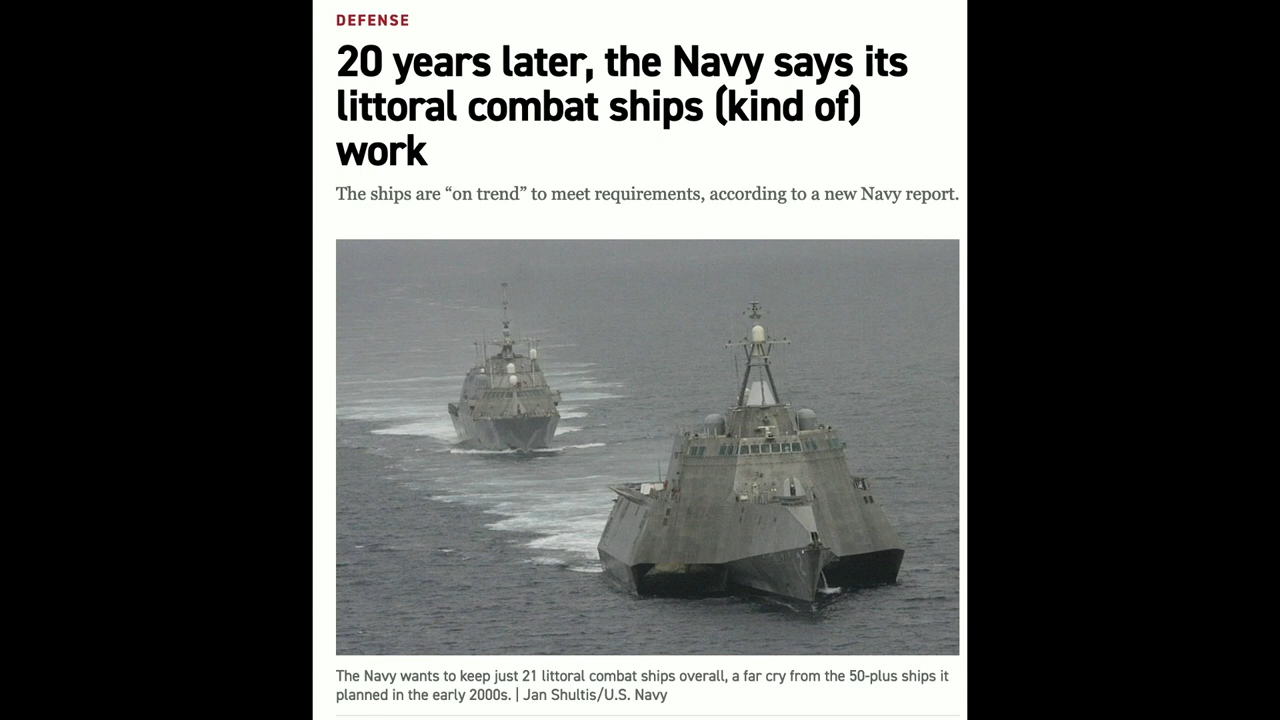 DEFENSE
20 years later, the Navy says its
littoral combat ships (kind of)
work
The ships are “on trend” to meet requirements, according to a new Navy report.
The Navy wants to keep just 21 littoral combat ships overall, a far cry from the 50-plus ships it
planned in the early 2000s. | Jan Shultis/U.S. Navy